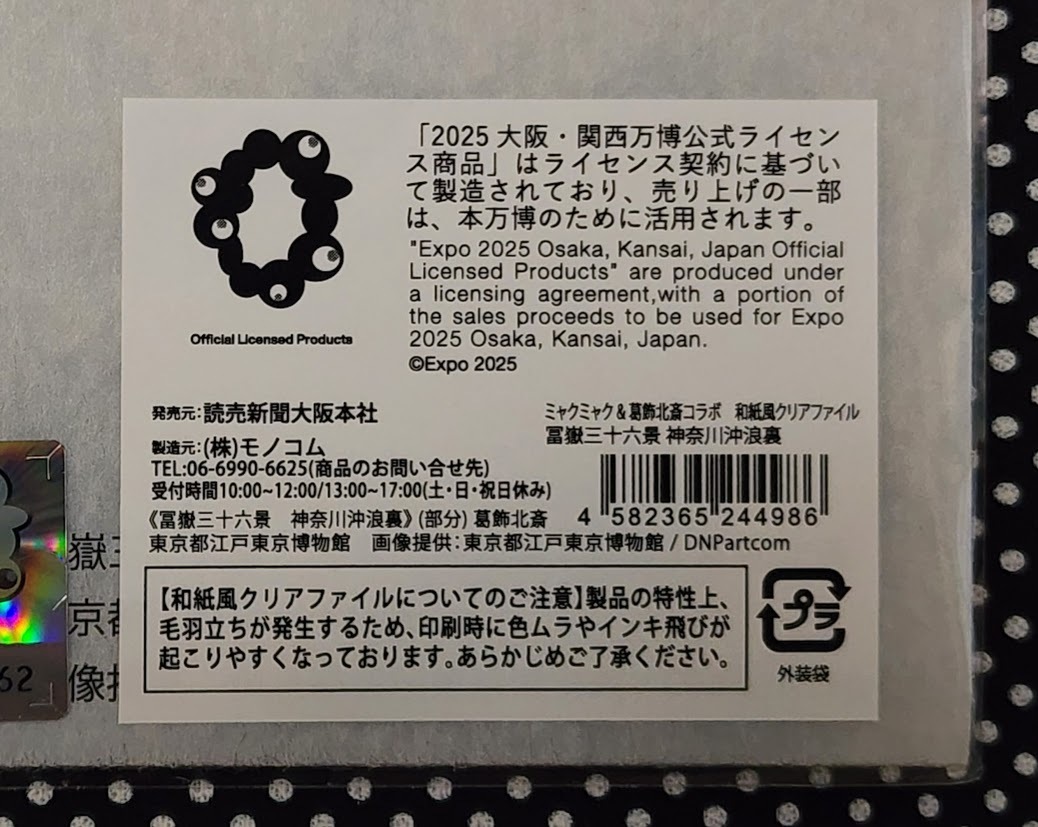 「2025 大阪・関西万博公式ライセン
ス商品」はライセンス契約に基づい
て製造されており、売り上げの一部
は、本万博のために活用されます。
"Expo 2025 Osaka, Kansai, Japan Official
Licensed Products" are produced under
a licensing agreement,with a portion of
the sales proceeds to be used for Expo
2025 Osaka, Kansai, Japan.
©Expo 2025
Official Licensed Products
発売元:読売新聞大阪本社
製造元:(株)モノコム
TEL:06-6990-6625(商品のお問い合せ先)
受付時間10:00~12:00/13:00~17:00(土・日・祝日休み)
ミャクミャク&葛飾北斎コラボ 和紙風クリアファイル
冨嶽三十六景 神奈川沖浪裏
4 582365 244986
《冨嶽三十六景 神奈川沖浪裏》(部分) 葛飾北斎
東京都江戸東京博物館 画像提供:東京都江戸東京博物館 / DNPartcom
【和紙風クリアファイルについてのご注意】製品の特性上、
毛羽立ちが発生するため、印刷時に色ムラやインキ飛びが
起こりやすくなっております。あらかじめご了承ください。
プラ
外装袋
嶽三
京都
62
像